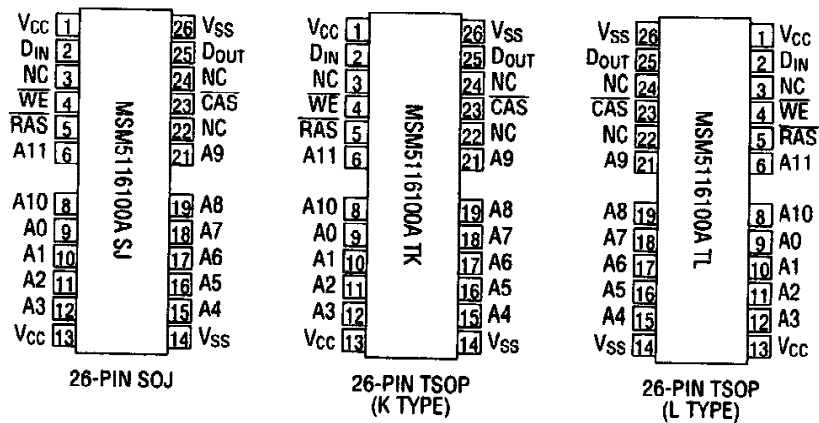 VCC 1 26 VSS
DIN 2 25 DOUT
NC 3 24 NC
WE 4 23 CAS
RAS 5 22 NC
A11 6 21 A9
A10 8 19 A8
A0 9 18 A7
A1 10 17 A6
A2 11 16 A5
A3 12 15 A4
VCC 13 14 VSS
MSM5116100A SJ
26-PIN SOJ
VCC 1 26 VSS
DIN 2 25 DOUT
NC 3 24 NC
WE 4 23 CAS
RAS 5 22 NC
A11 6 21 A9
A10 8 19 A8
A0 9 18 A7
A1 10 17 A6
A2 11 16 A5
A3 12 15 A4
VCC 13 14 VSS
MSM5116100A TK
26-PIN TSOP
(K TYPE)
VSS 26 1 VCC
DOUT 25 2 DIN
NC 24 3 NC
CAS 23 4 WE
NC 22 5 RAS
A9 21 6 A11
A8 19 8 A10
A7 18 9 A0
A6 17 10 A1
A5 16 11 A2
A4 15 12 A3
VSS 14 13 VCC
MSM5116100A TL
26-PIN TSOP
(L TYPE)